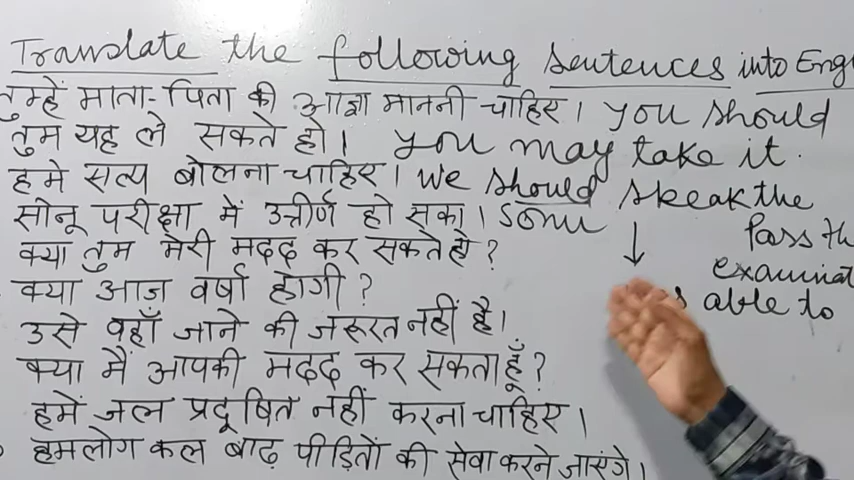 Translate the following sentences into Eng
तुम्हें माता-पिता की आज्ञा माननी चाहिए। you should
तुम यह ले सकते हो। you may take it.
हमे सत्य बोलना चाहिए। we should speak the
सोनू परीक्षा में उत्तीर्ण हो सका। sonu
pass th
क्या तुम मेरी मदद कर सकते हो?
examinat
क्या आज वर्षा होगी?
able to
उसे वहाँ जाने की जरूरत नहीं है।
क्या मैं आपकी मदद कर सकता हूँ?
हमें जल प्रदूषित नहीं करना चाहिए।
हमलोग कल बाढ़ पीड़ितों की सेवा करने जाएंगे।